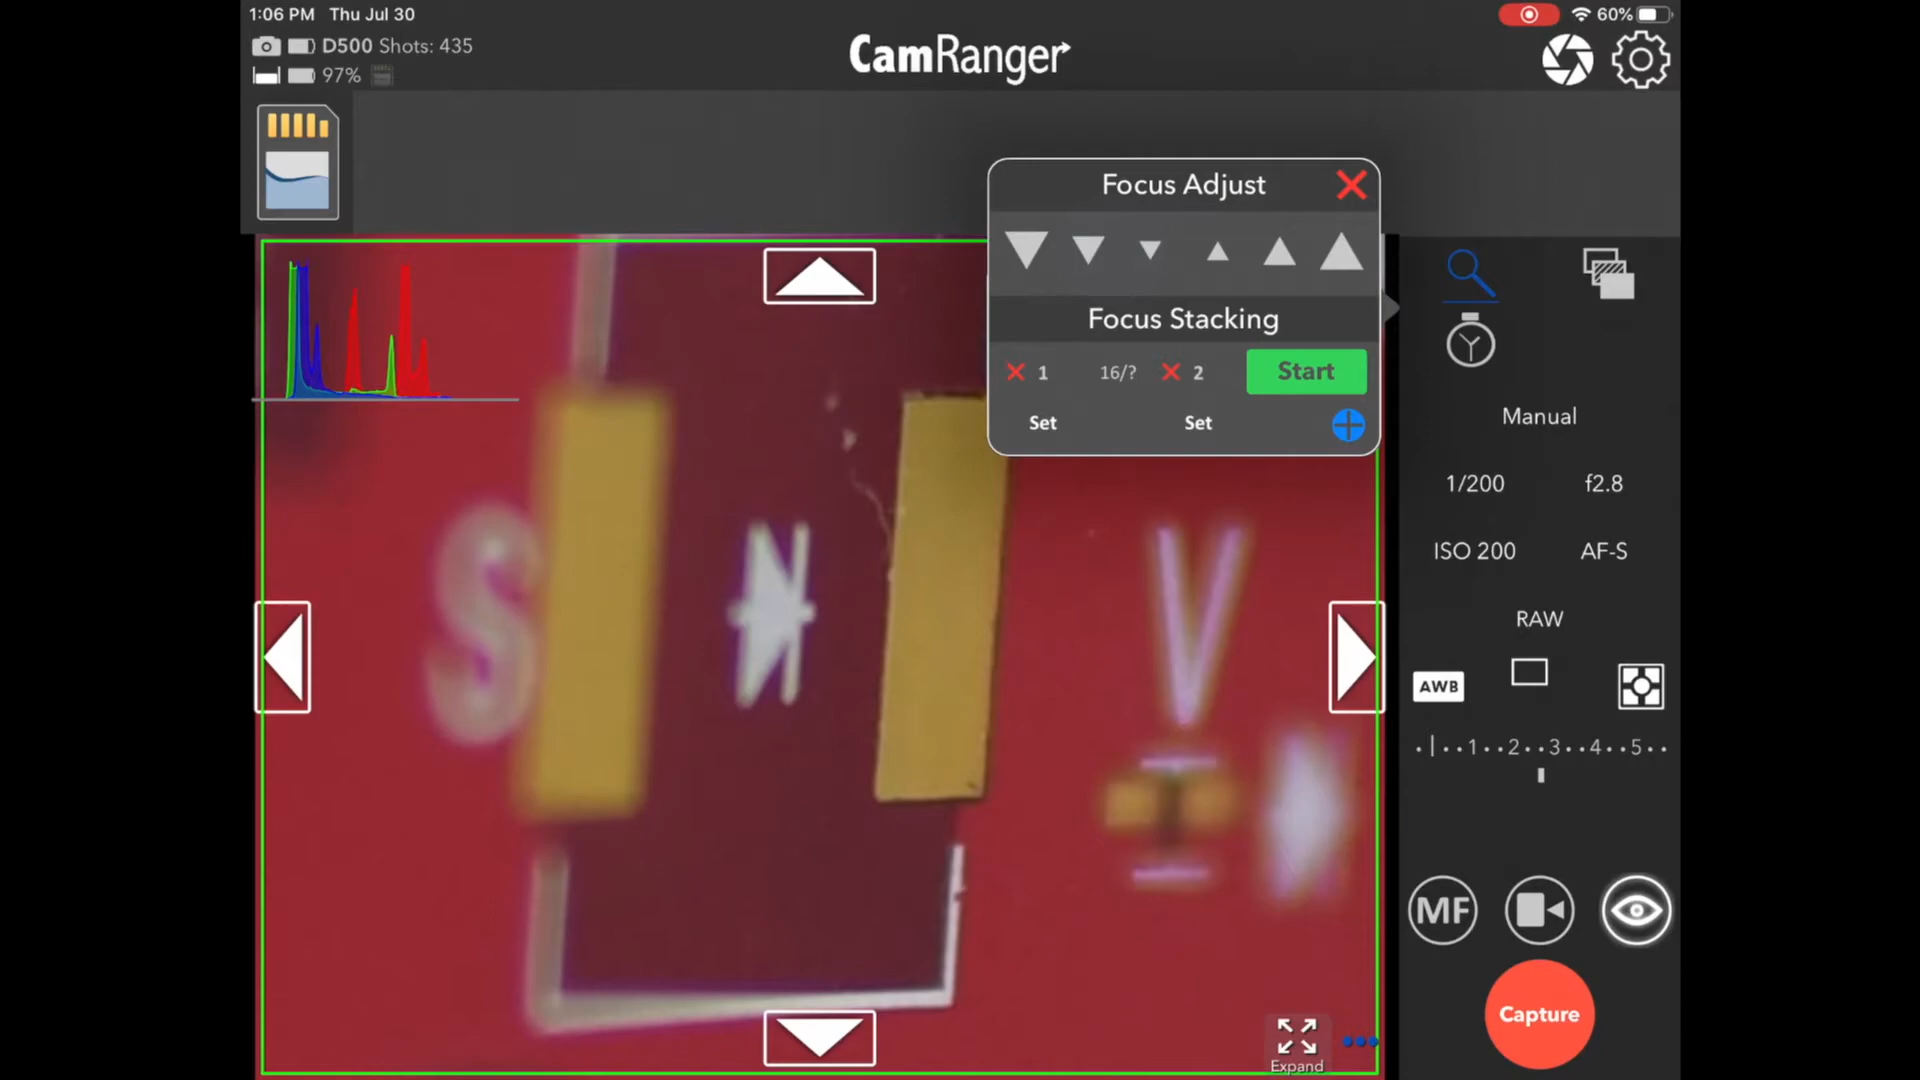 1:06 PM Thu Jul 30
60%
D500 Shots: 435
97%
CamRanger
Focus Adjust
Focus Stacking
1 16/? 2 Start
Set Set
Manual
1/200 f2.8
ISO 200 AF-S
RAW
AWB
1 2 3 4 5
S
V
MF
Capture
Expand